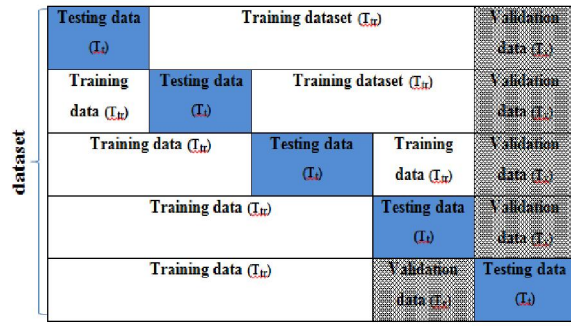 Testing data
(Tt)
Training dataset (Ttr)
Validation
data (Tv)
Training
data (Ttr)
Testing data
(Tt)
Training dataset (Ttr)
Validation
data (Tv)
Training data (Ttr)
Testing data
(Tt)
Training
data (Ttr)
Validation
data (Tv)
Training data (Ttr)
Testing data
(Tt)
Validation
data (Tv)
Training data (Ttr)
Validation
data (Tv)
Testing data
(Tt)
dataset